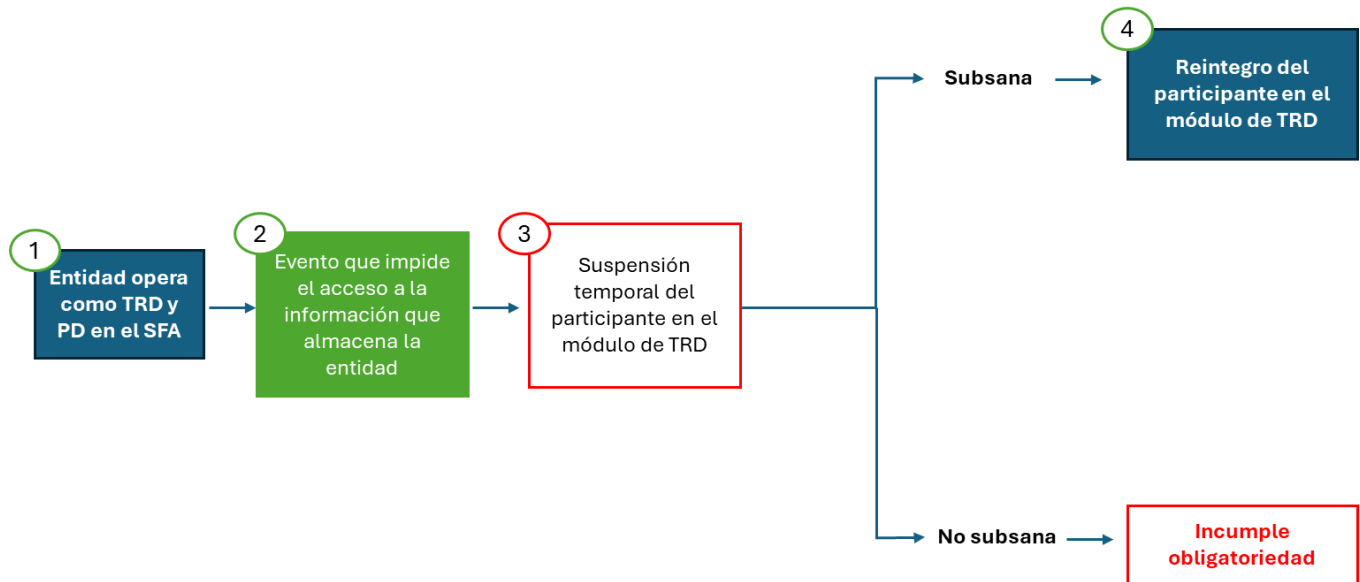 1
Entidad opera
como TRD y
PD en el SFA
2
Evento que impide
el acceso a la
información que
almacena la
entidad
3
Suspensión
temporal del
participante en el
módulo de TRD
Subsana
4
Reintegro del
participante en el
módulo de TRD
No subsana
Incumple
obligatoriedad